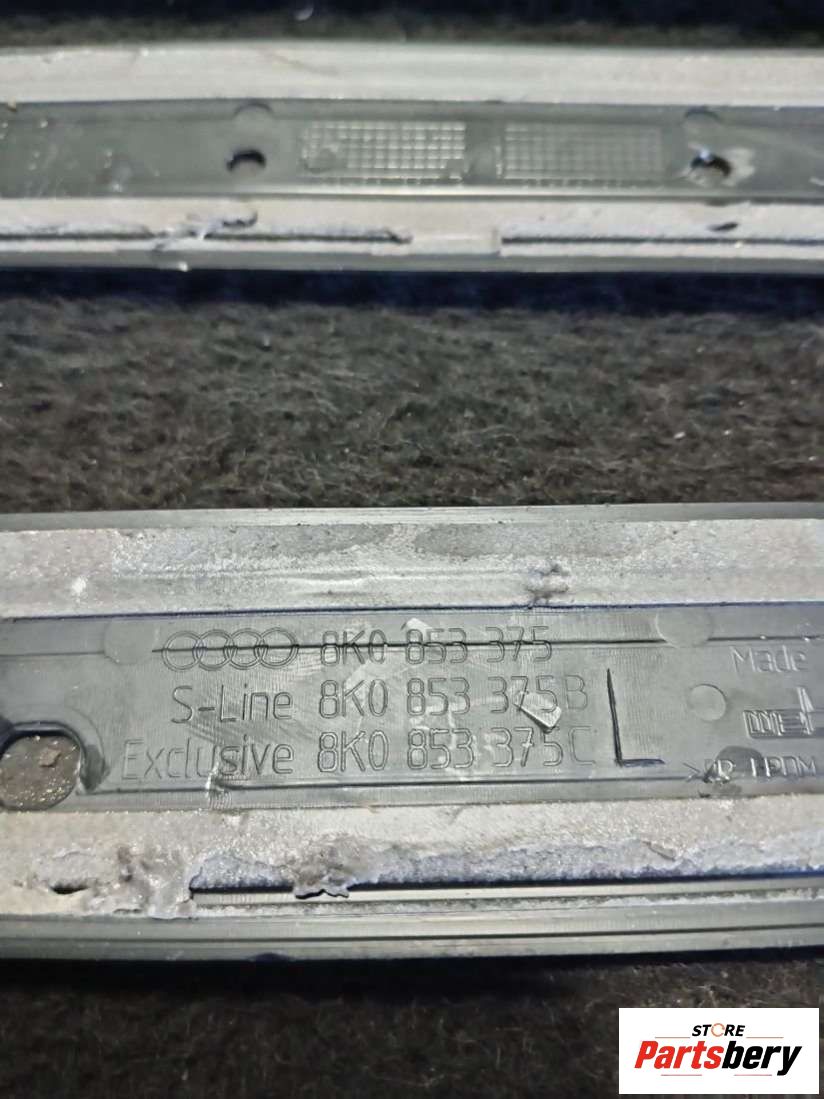 8K0 853 375
S-Line 8K0 853 375B
Exclusive 8K0 853 375C
L
Made
STORE
Partsbery